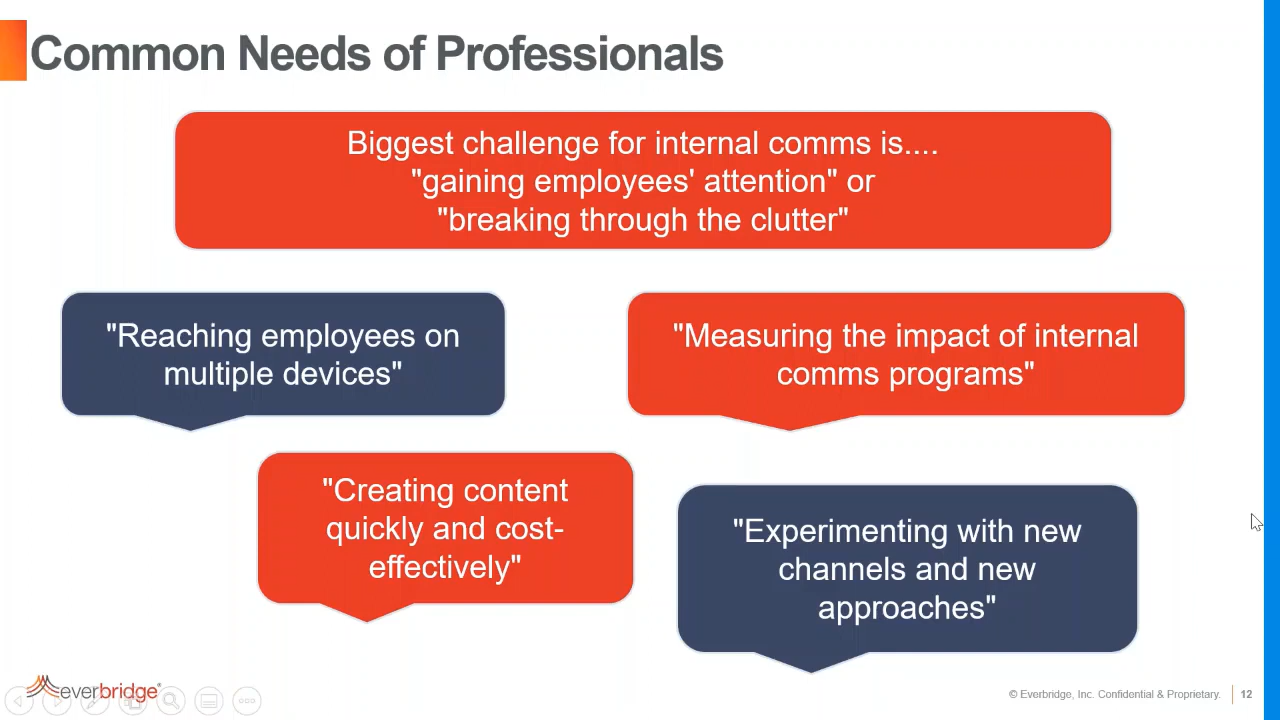 Common Needs of Professionals
Biggest challenge for internal comms is....
"gaining employees' attention" or
"breaking through the clutter"
"Reaching employees on
multiple devices"
"Measuring the impact of internal
comms programs"
"Creating content
quickly and cost-
effectively"
"Experimenting with new
channels and new
approaches"
everbridge®
© Everbridge, Inc. Confidential & Proprietary.
12